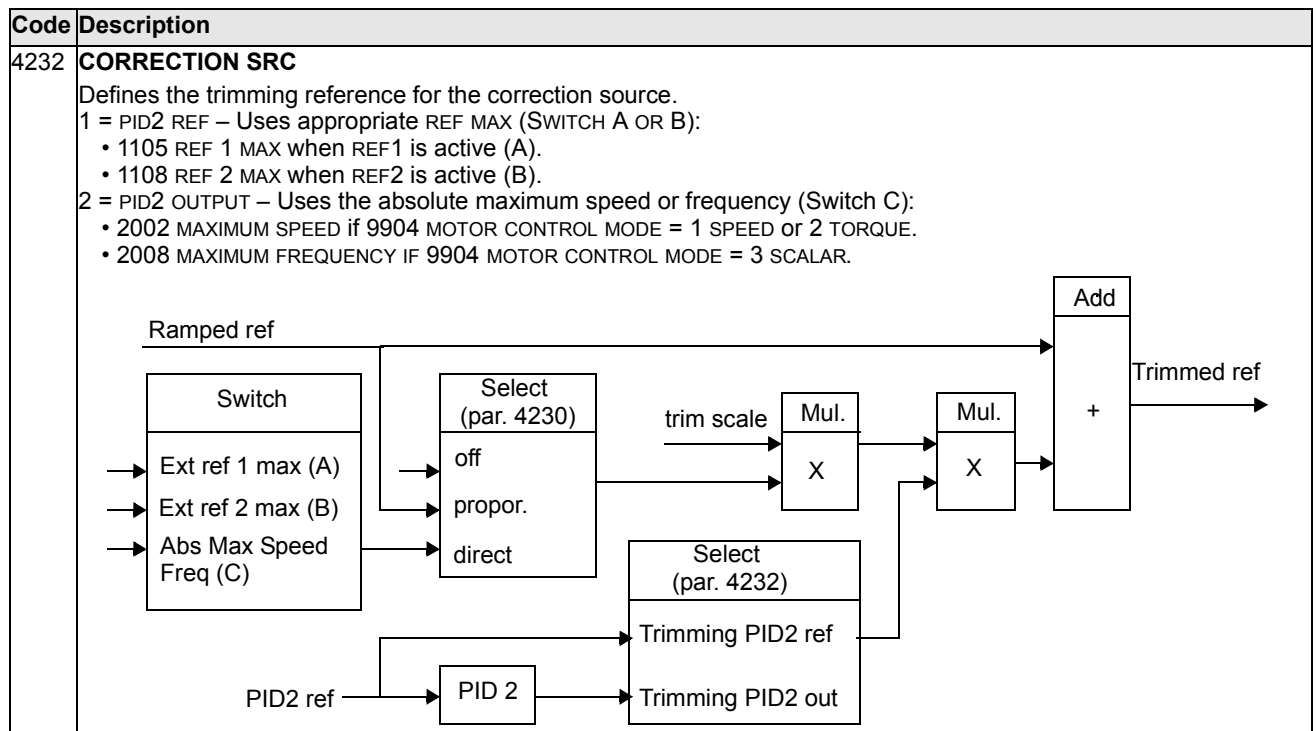 Code Description
4232 CORRECTION SRC
Defines the trimming reference for the correction source.
1 = PID2 REF – Uses appropriate REF MAX (SWITCH A OR B):
• 1105 REF 1 MAX when REF1 is active (A).
• 1108 REF 2 MAX when REF2 is active (B).
2 = PID2 OUTPUT – Uses the absolute maximum speed or frequency (Switch C):
• 2002 MAXIMUM SPEED if 9904 MOTOR CONTROL MODE = 1 SPEED or 2 TORQUE.
• 2008 MAXIMUM FREQUENCY IF 9904 MOTOR CONTROL MODE = 3 SCALAR.
Ramped ref
Switch
Ext ref 1 max (A)
Ext ref 2 max (B)
Abs Max Speed
Freq (C)
Select
(par. 4230)
off
propor.
direct
trim scale
Mul.
X
Mul.
X
Add
+
Trimmed ref
Select
(par. 4232)
Trimming PID2 ref
Trimming PID2 out
PID2 ref
PID 2